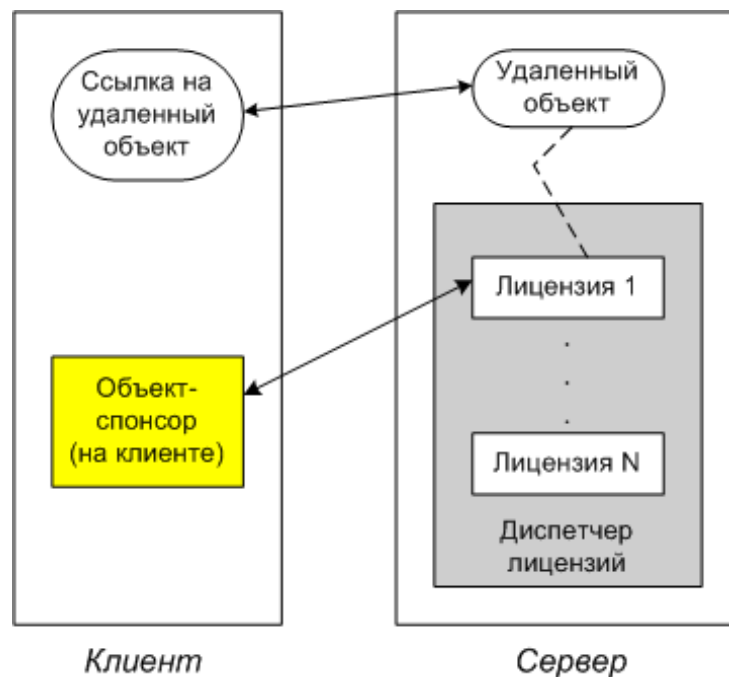 Ссылка на
удаленный
объект
Удаленный
объект
Лицензия 1
.
.
.
Объект-
спонсор
(на клиенте)
Лицензия N
Диспетчер
лицензий
Клиент
Сервер